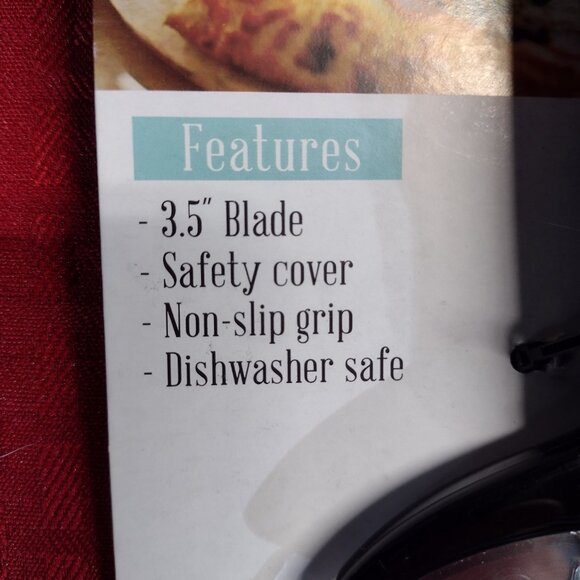 Features
- 3.5" Blade
- Safety cover
- Non-slip grip
- Dishwasher safe